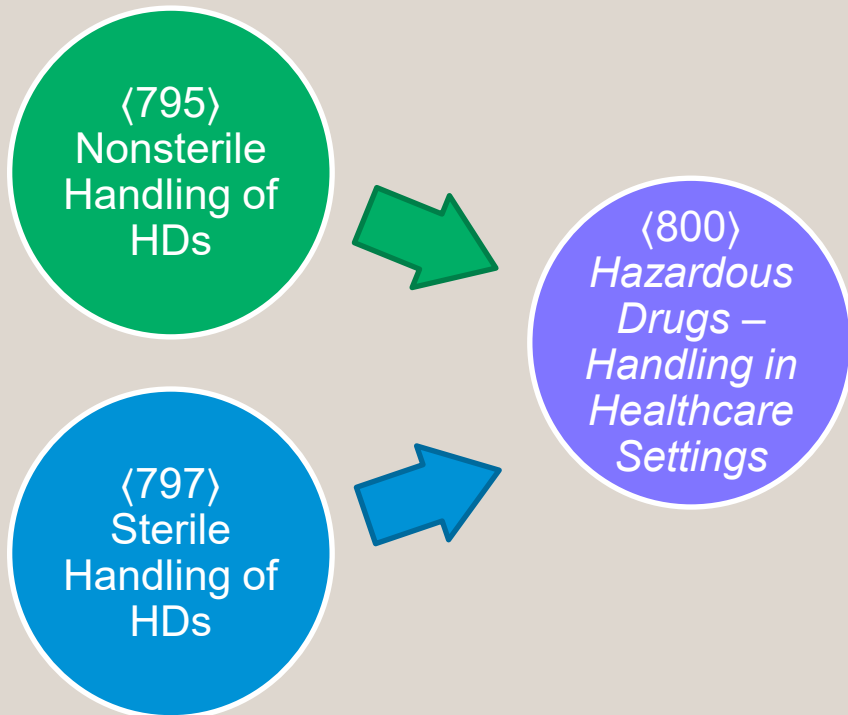 ⟨795⟩
Nonsterile
Handling of
HDs
⟨797⟩
Sterile
Handling of
HDs
⟨800⟩
Hazardous
Drugs –
Handling in
Healthcare
Settings